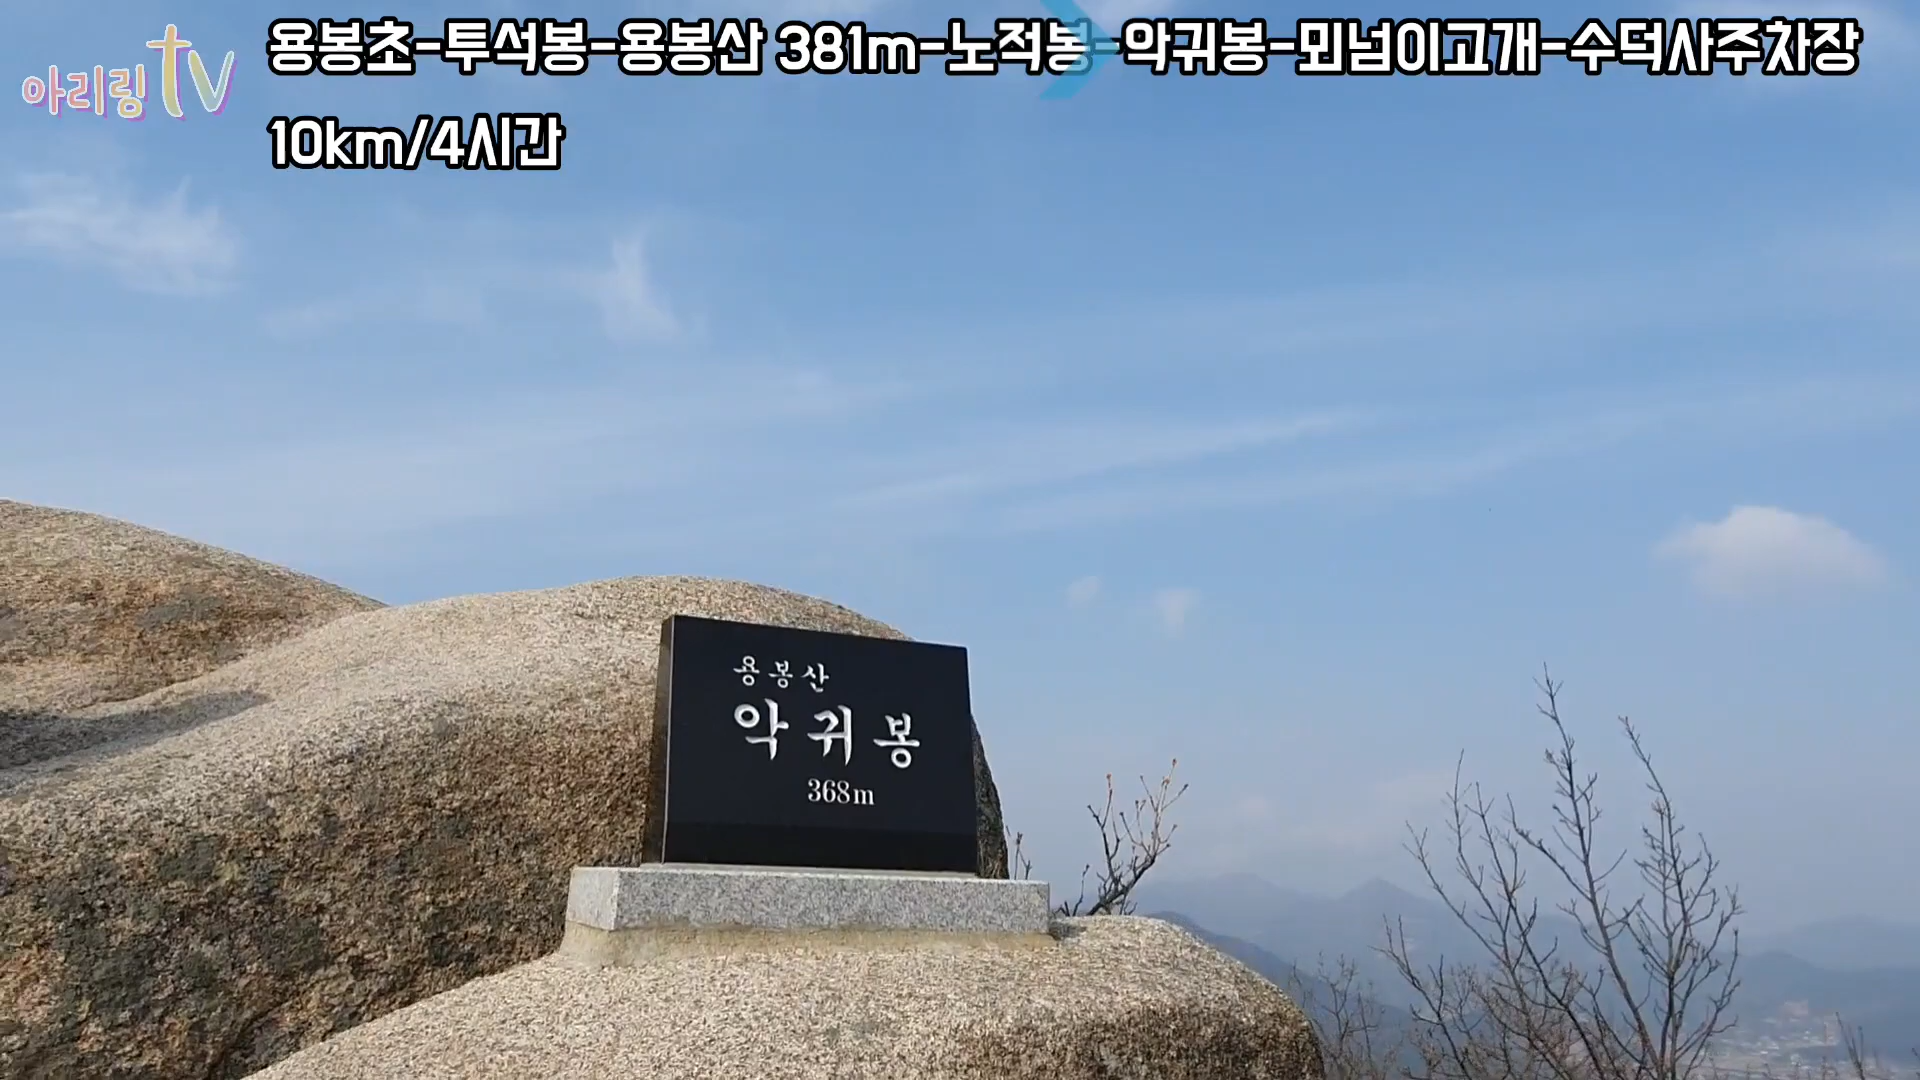 아리링 tv
용봉초-투석봉-용봉산 381m-노적봉-악귀봉-뫼넘이고개-수덕사주차장
10km/4시간
용봉산
악귀봉
368m